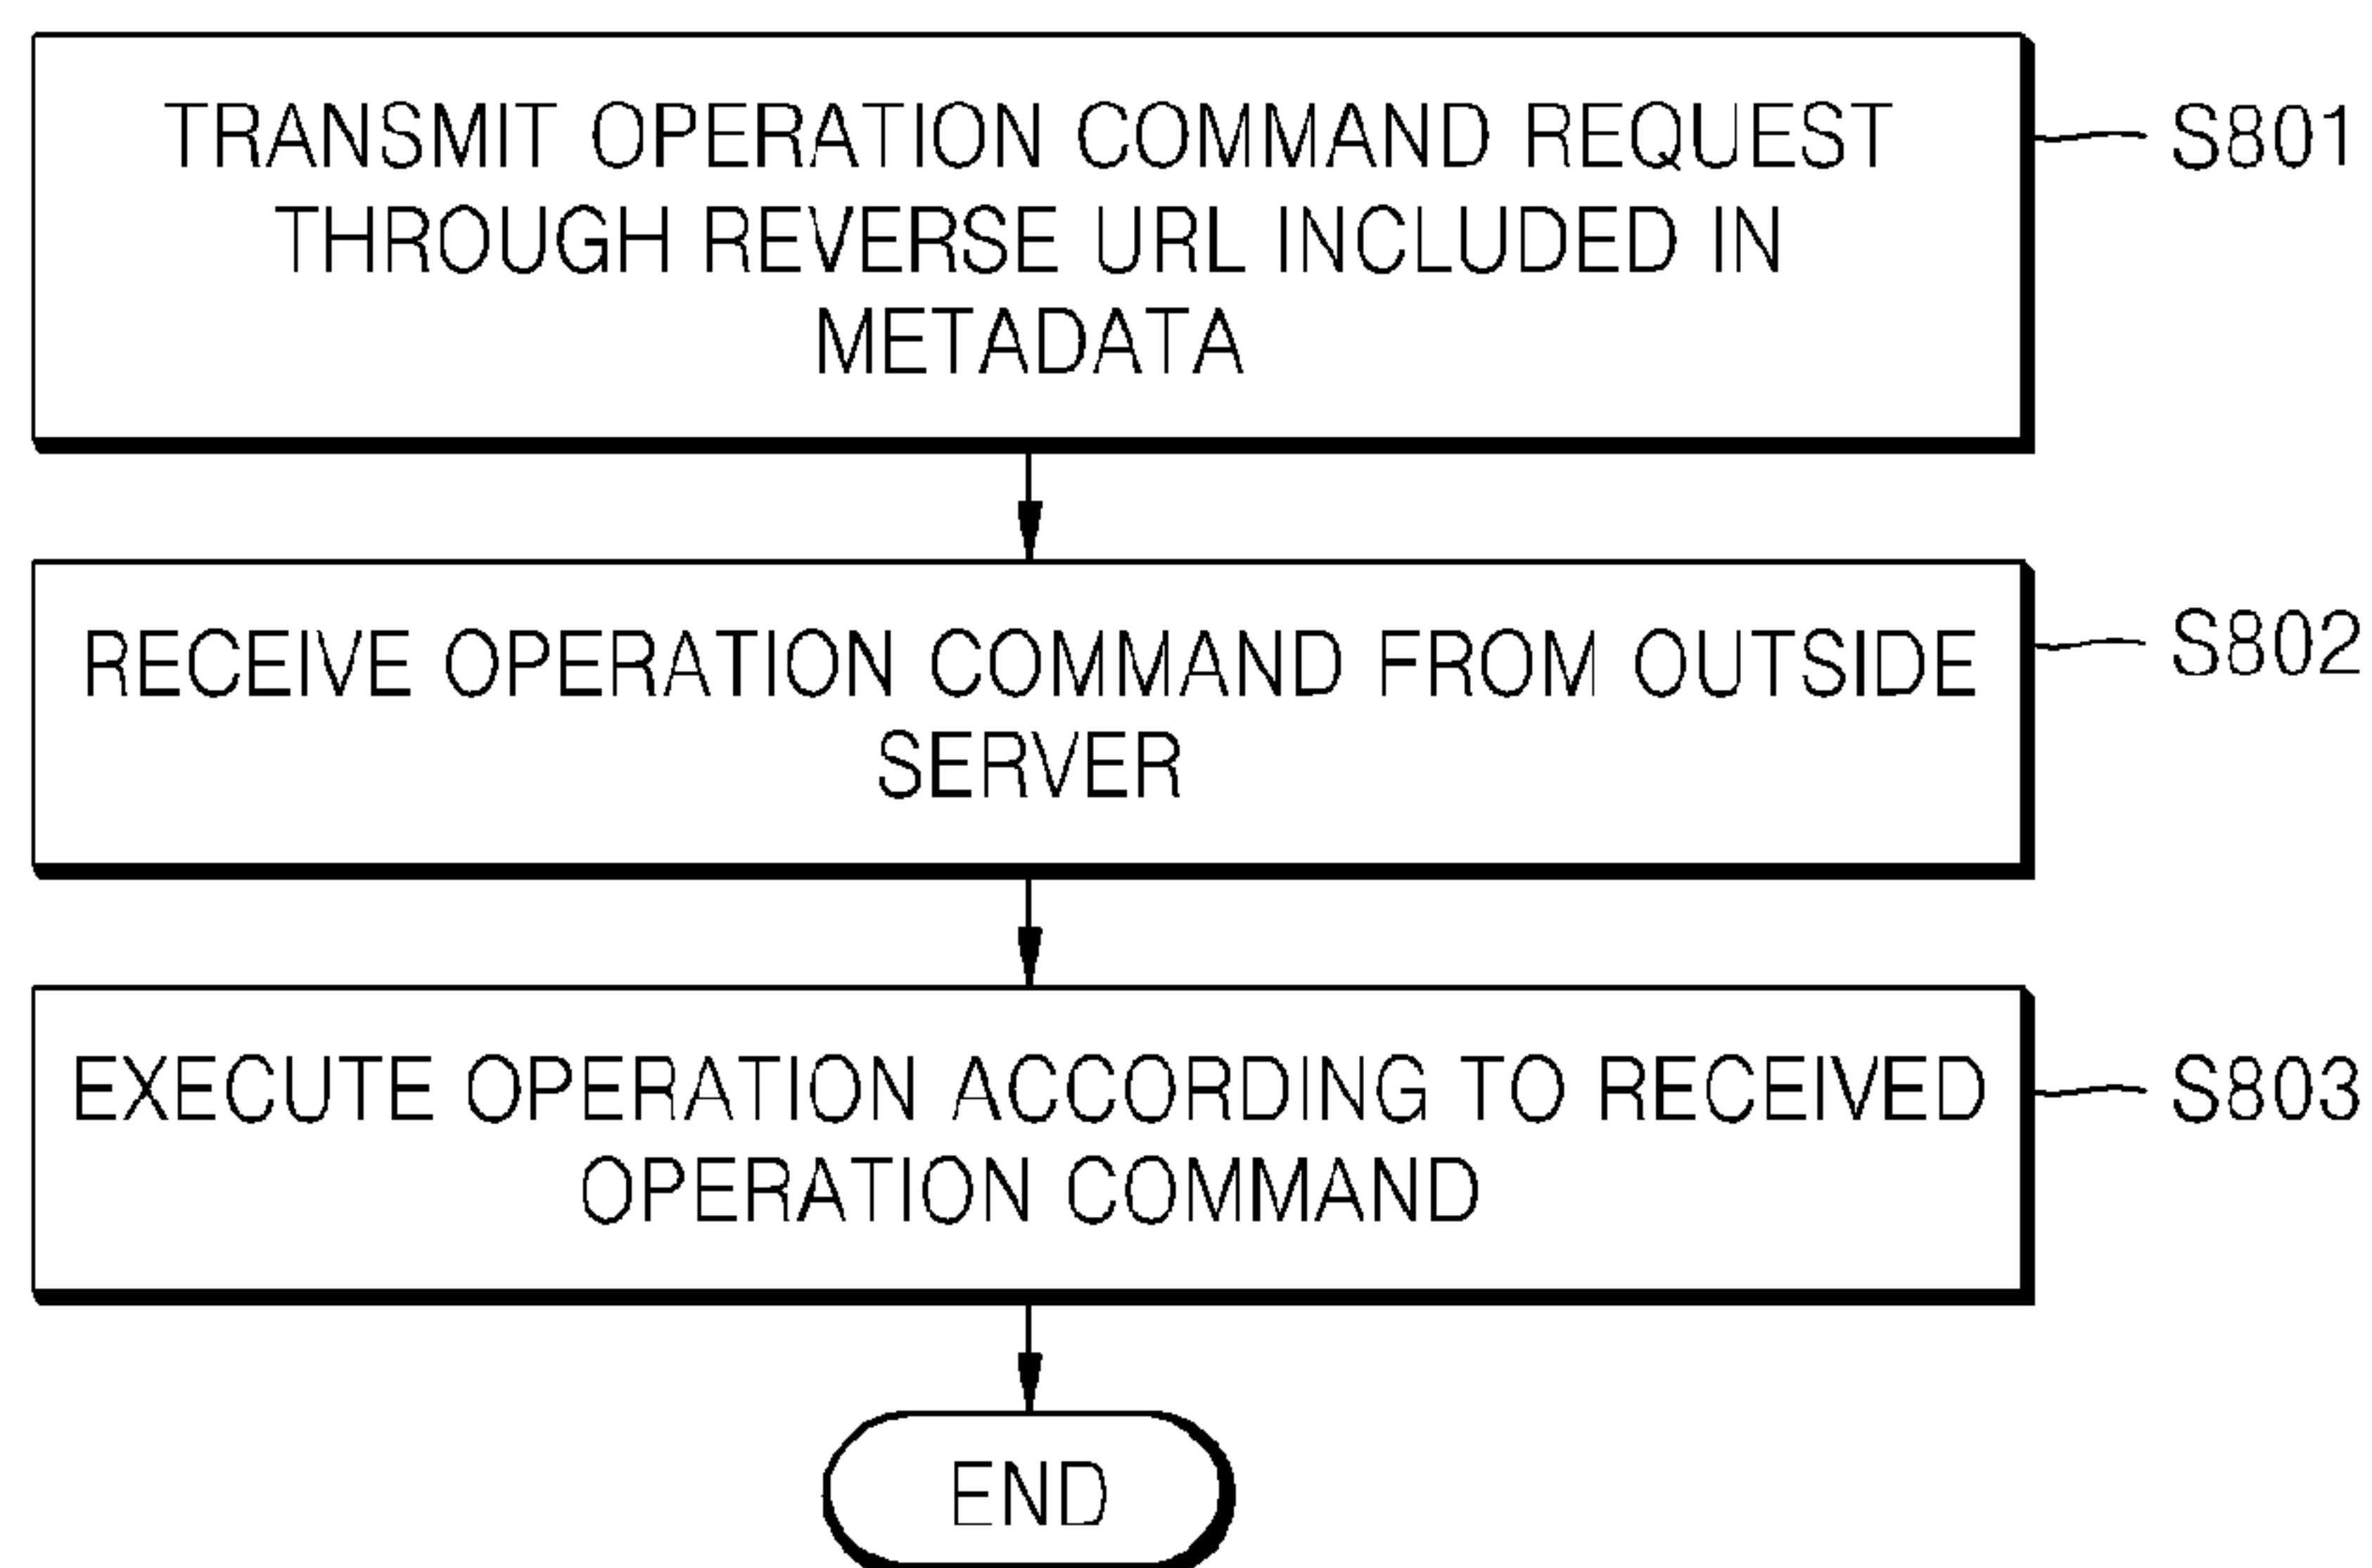 TRANSMIT OPERATION COMMAND REQUEST
THROUGH REVERSE URL INCLUDED IN
METADATA
S801
RECEIVE OPERATION COMMAND FROM OUTSIDE
SERVER
S802
EXECUTE OPERATION ACCORDING TO RECEIVED
OPERATION COMMAND
S803
END